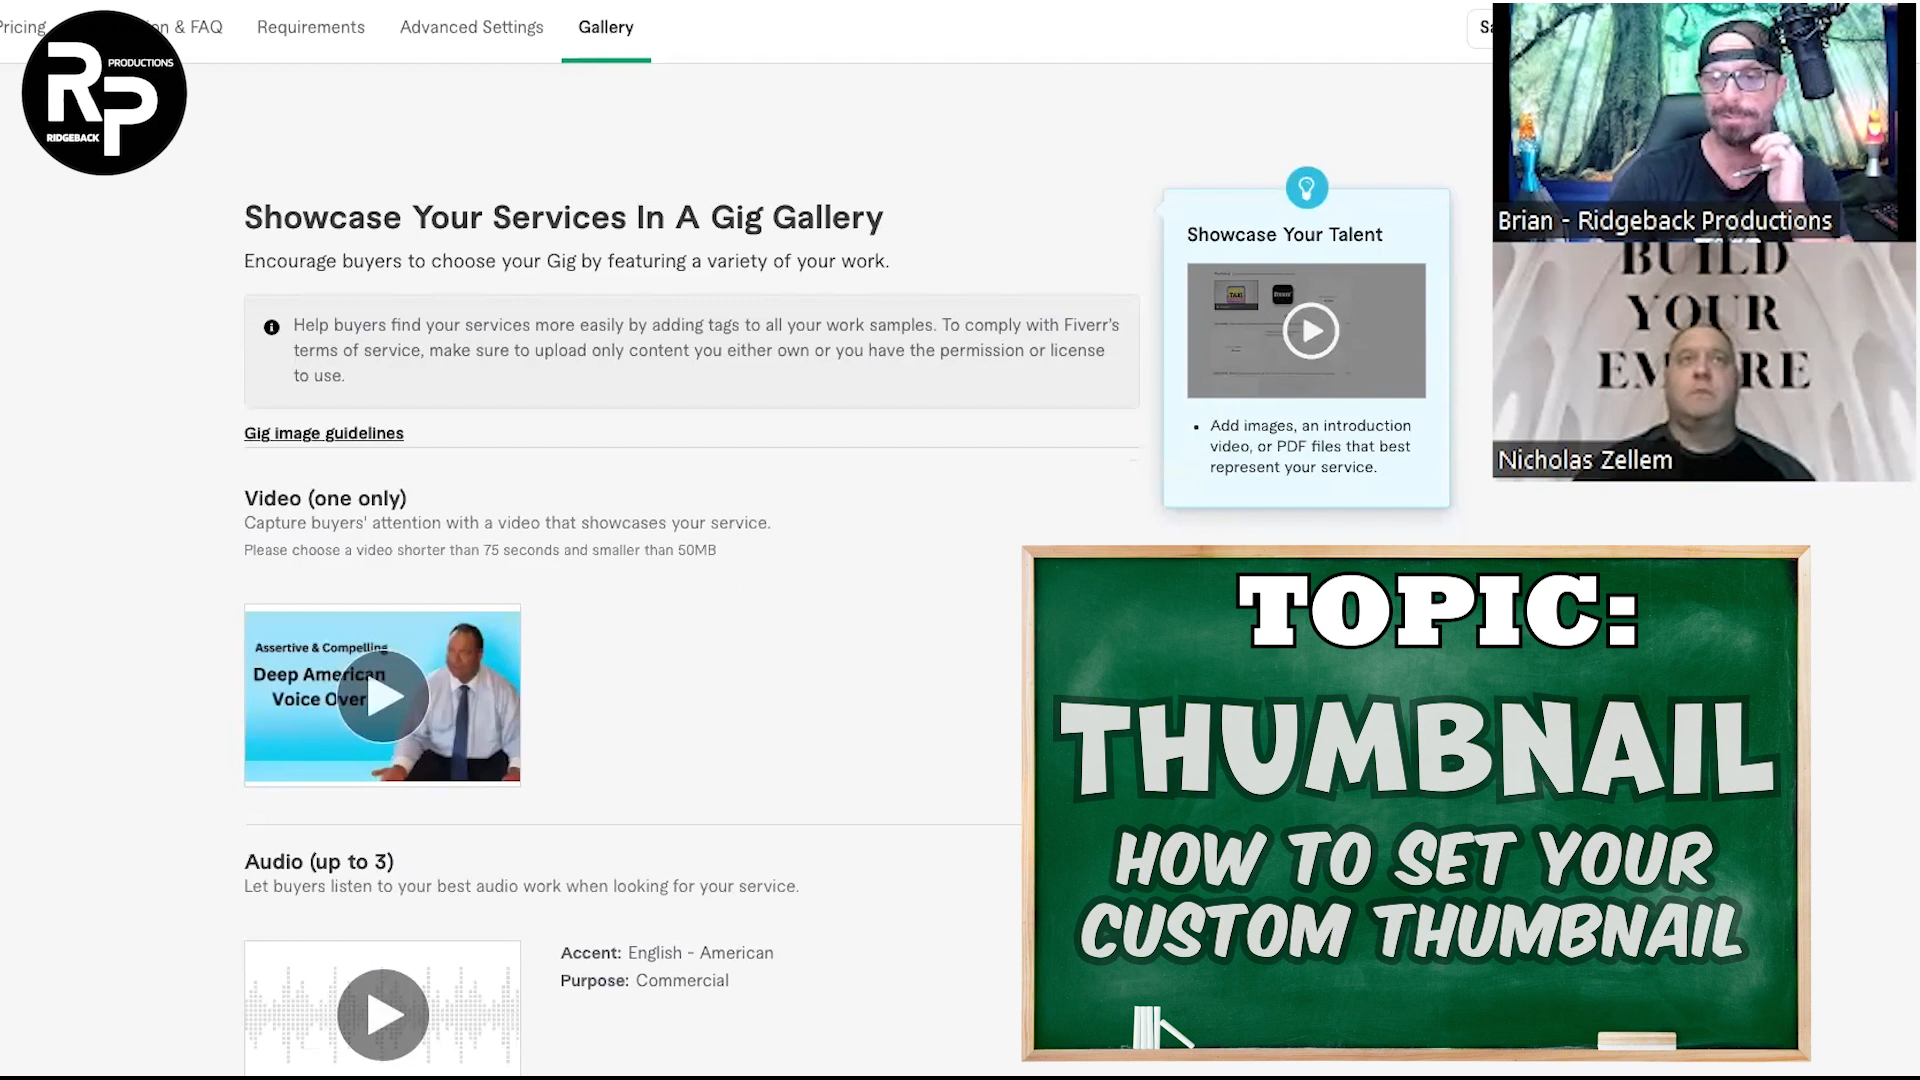 Pricing
n & FAQ
Requirements
Advanced Settings
Gallery
PRODUCTIONS
RP
RIDGEBACK
Showcase Your Services In A Gig Gallery
Encourage buyers to choose your Gig by featuring a variety of your work.
Help buyers find your services more easily by adding tags to all your work samples. To comply with Fiverr's
terms of service, make sure to upload only content you either own or you have the permission or license
to use.
Gig image guidelines
Video (one only)
Capture buyers' attention with a video that showcases your service.
Please choose a video shorter than 75 seconds and smaller than 50MB
Assertive & Compelling
Deep American
Voice Over
Audio (up to 3)
Let buyers listen to your best audio work when looking for your service.
Accent: English - American
Purpose: Commercial
Showcase Your Talent
TAXI
Add images, an introduction
video, or PDF files that best
represent your service.
Brian - Ridgeback Productions
BUILD
YOUR
EM RE
Nicholas Zellem
TOPIC:
THUMBNAIL
HOW TO SET YOUR
CUSTOM THUMBNAIL